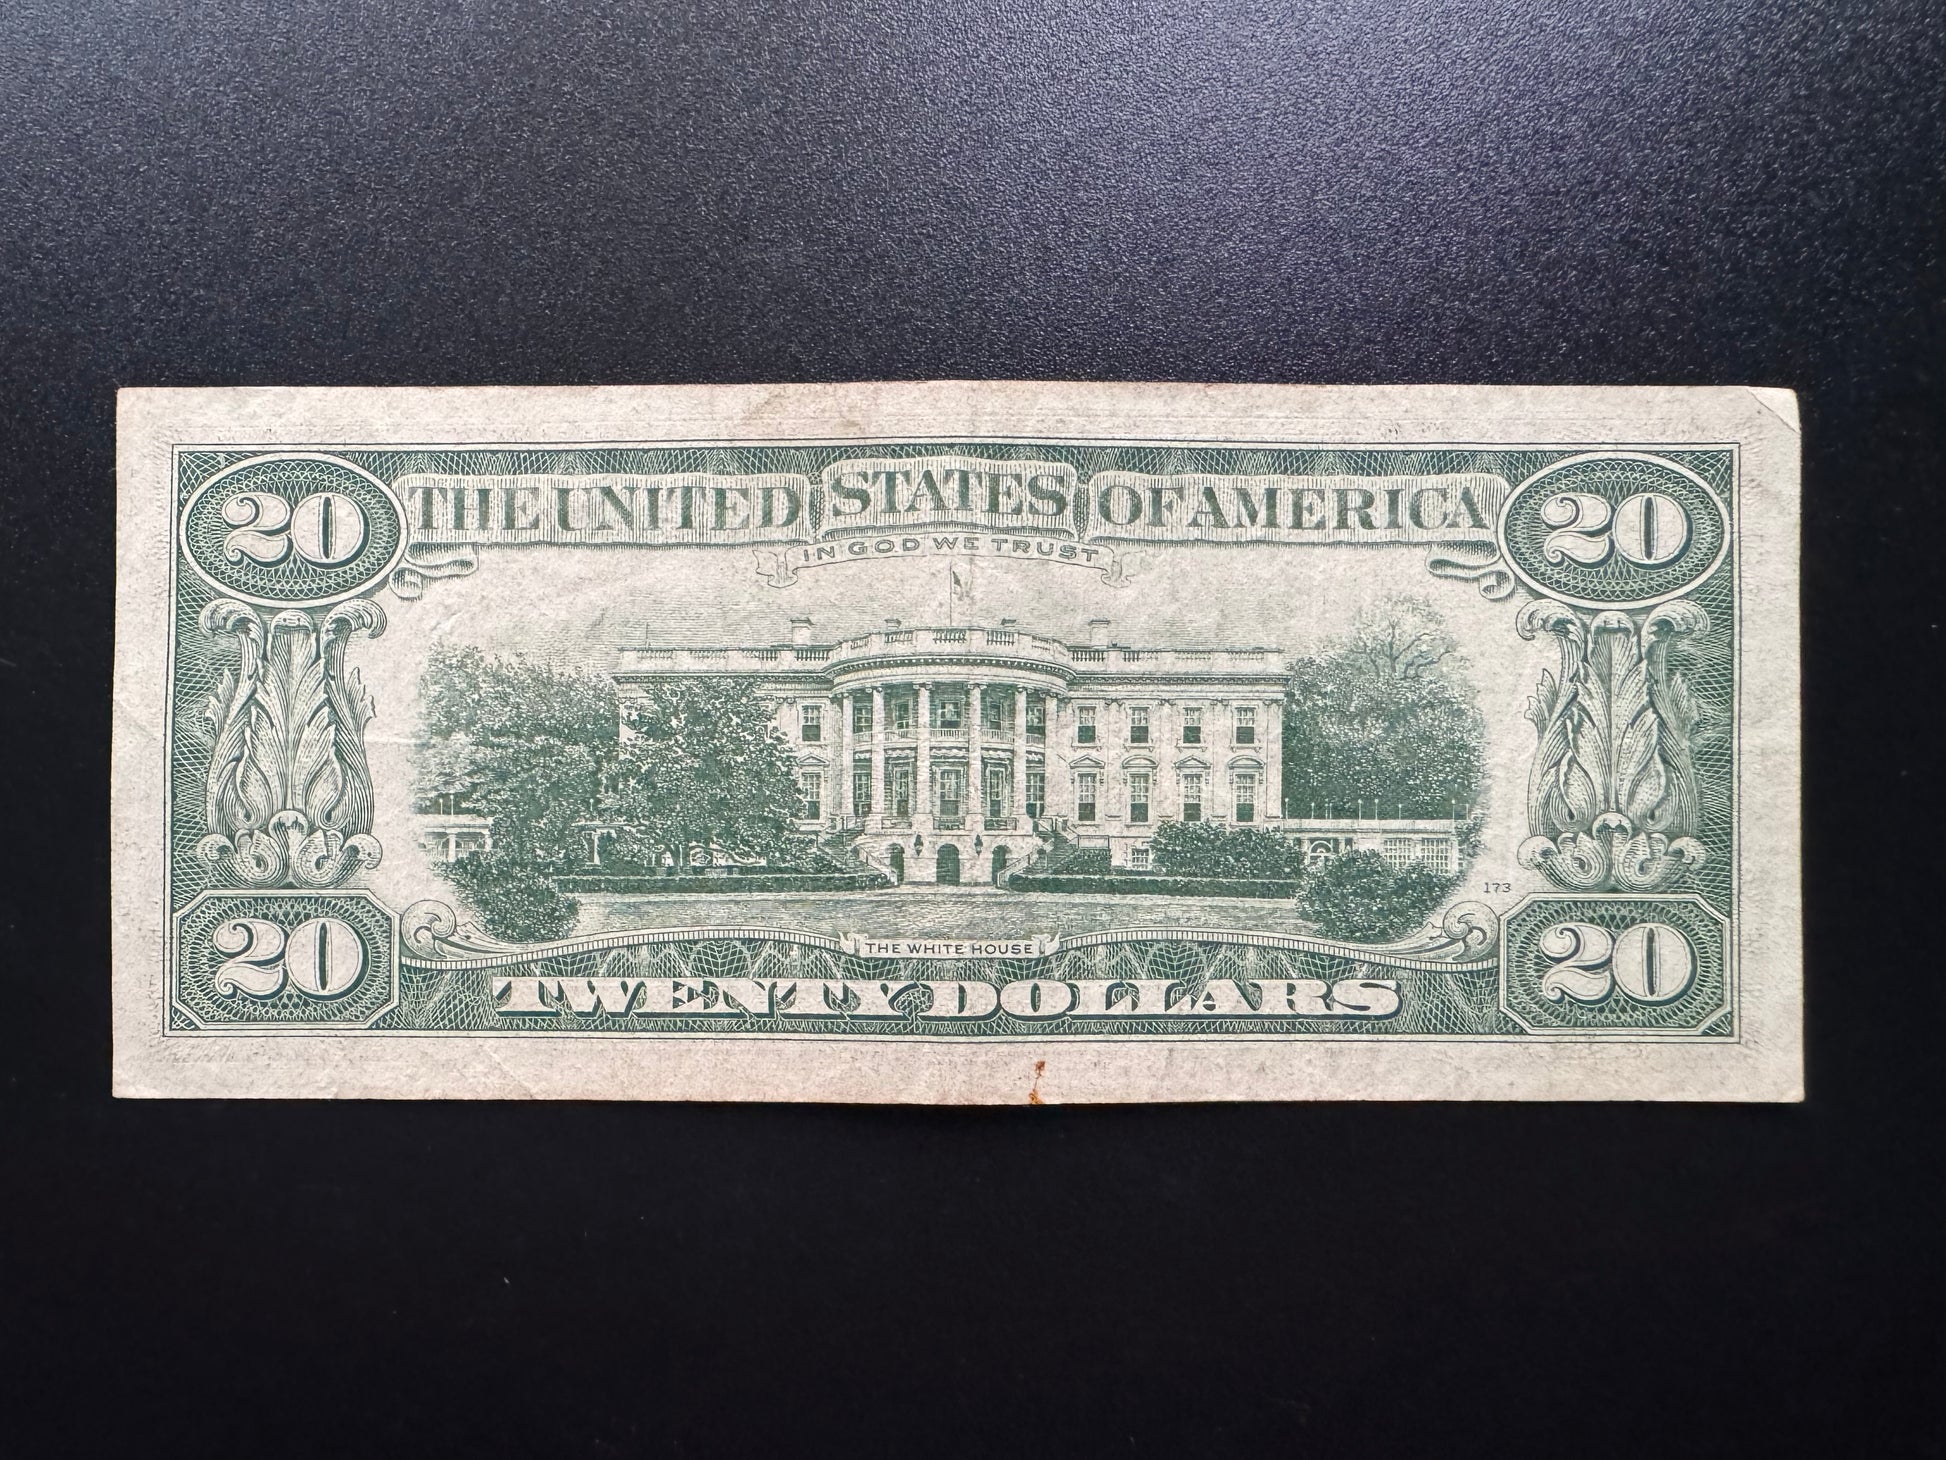 20 THE UNITED STATES OF AMERICA 20
IN GOD WE TRUST
173
20 THE WHITE HOUSE 20
TWENTY DOLLARS